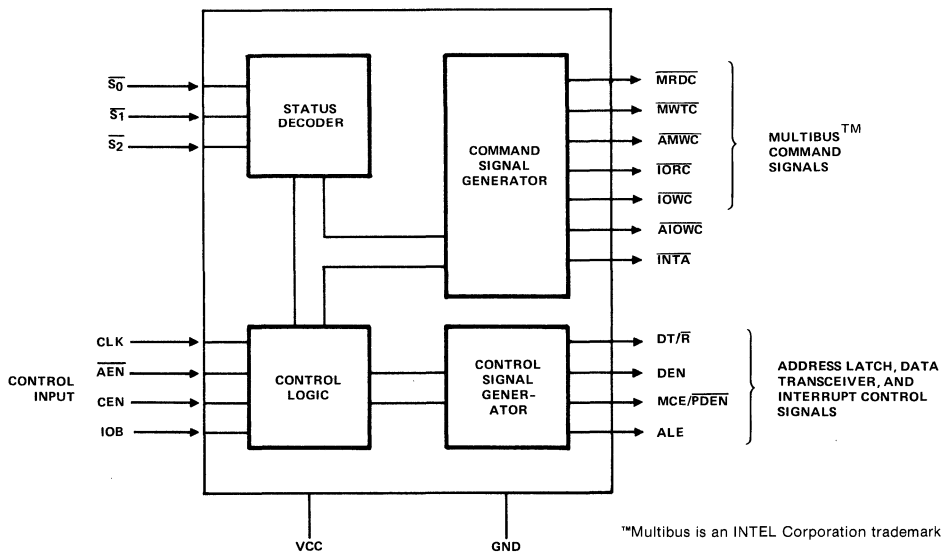 S0
S1
S2
STATUS
DECODER
COMMAND
SIGNAL
GENERATOR
MRDC
MWTC
AMWC
IORC
IOWC
AIOWC
INTA
MULTIBUS™
COMMAND
SIGNALS
CONTROL
INPUT
CLK
AEN
CEN
IOB
CONTROL
LOGIC
CONTROL
SIGNAL
GENER-
ATOR
DT/R
DEN
MCE/PDEN
ALE
ADDRESS LATCH, DATA
TRANSCEIVER, AND
INTERRUPT CONTROL
SIGNALS
VCC
GND
™Multibus is an INTEL Corporation trademark